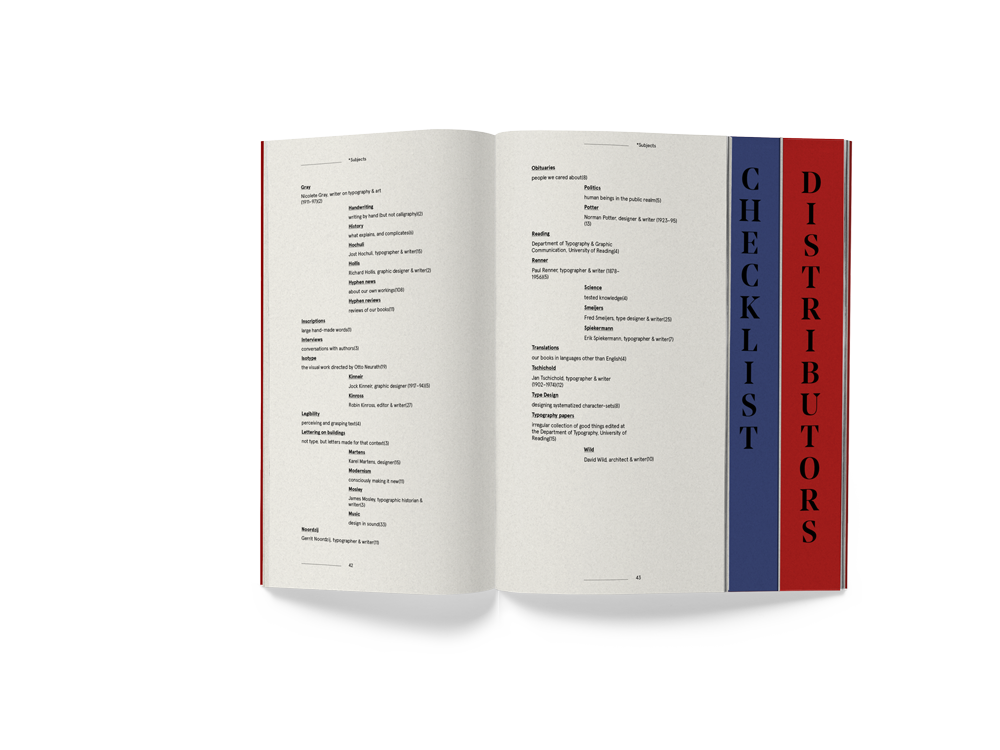 *Subjects
Gray
Nicolete Gray, writer on typography & art
(1911–97)(2)
Handwriting
writing by hand (but not calligraphy)(2)
History
what explains, and complicates(6)
Hochuli
Jost Hochuli, typographer & writer(15)
Hollis
Richard Hollis, graphic designer & writer(2)
Hyphen news
about our own workings(108)
Hyphen reviews
reviews of our books(11)
Inscriptions
large hand-made words(1)
Interviews
conversations with authors(3)
Isotype
the visual work directed by Otto Neurath(19)
Kinneir
Jock Kinneir, graphic designer (1917–94)(5)
Kinross
Robin Kinross, editor & writer(27)
Legibility
perceiving and grasping text(4)
Lettering on buildings
not type, but letters made for that context(3)
Martens
Karel Martens, designer(15)
Modernism
consciously making it new(11)
Mosley
James Mosley, typographic historian &
writer(3)
Music
design in sound(33)
Noordzij
Gerrit Noordzij, typographer & writer(11)
42
*Subjects
Obituaries
people we cared about(8)
Politics
human beings in the public realm(5)
Potter
Norman Potter, designer & writer (1923–95)
(13)
Reading
Department of Typography & Graphic
Communication, University of Reading(4)
Renner
Paul Renner, typographer & writer (1878–
1956)(5)
Science
tested knowledge(4)
Smeijers
Fred Smeijers, type designer & writer(25)
Spiekermann
Erik Spiekermann, typographer & writer(7)
Translations
our books in languages other than English(4)
Tschichold
Jan Tschichold, typographer & writer
(1902–1974)(12)
Type Design
designing systematized character-sets(8)
Typography papers
irregular collection of good things edited at
the Department of Typography, University of
Reading(15)
Wild
David Wild, architect & writer(10)
43
CHECKLIST
DISTRIBUTORS